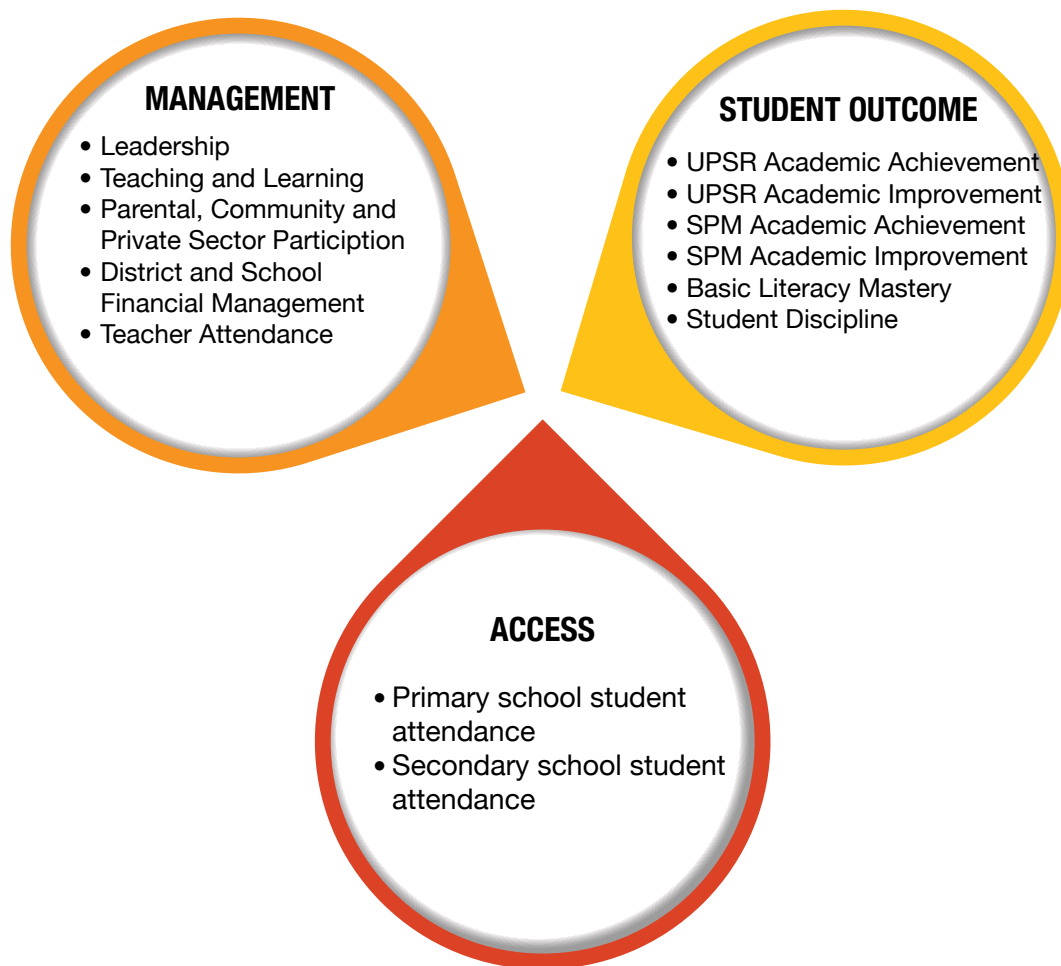 MANAGEMENT
• Leadership
• Teaching and Learning
• Parental, Community and
Private Sector Particiption
• District and School
Financial Management
• Teacher Attendance
STUDENT OUTCOME
• UPSR Academic Achievement
• UPSR Academic Improvement
• SPM Academic Achievement
• SPM Academic Improvement
• Basic Literacy Mastery
• Student Discipline
ACCESS
• Primary school student
attendance
• Secondary school student
attendance